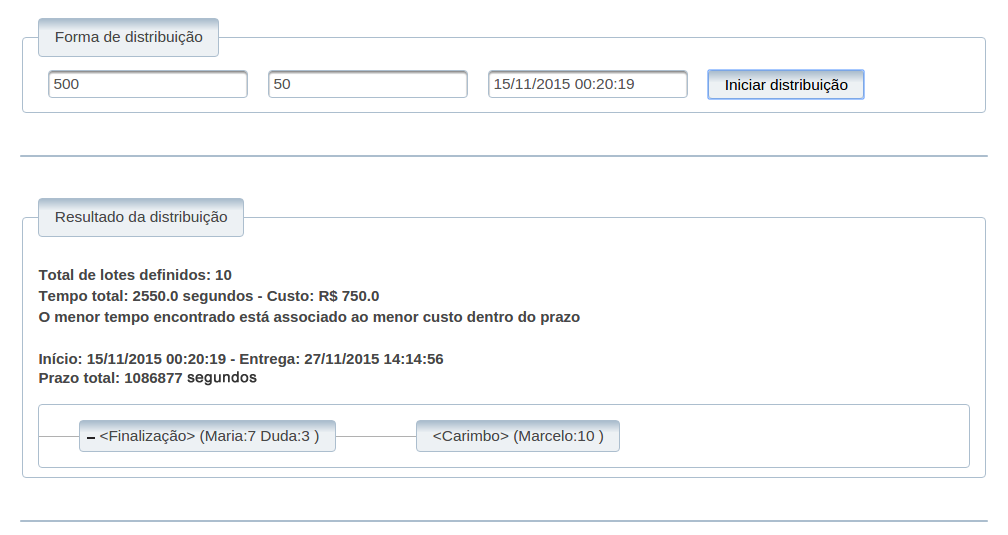 Forma de distribuição
500 50 15/11/2015 00:20:19 Iniciar distribuição
Resultado da distribuição
Total de lotes definidos: 10
Tempo total: 2550.0 segundos - Custo: R$ 750.0
O menor tempo encontrado está associado ao menor custo dentro do prazo
Início: 15/11/2015 00:20:19 - Entrega: 27/11/2015 14:14:56
Prazo total: 1086877 segundos
– <Finalização> (Maria:7 Duda:3 ) <Carimbo> (Marcelo:10 )